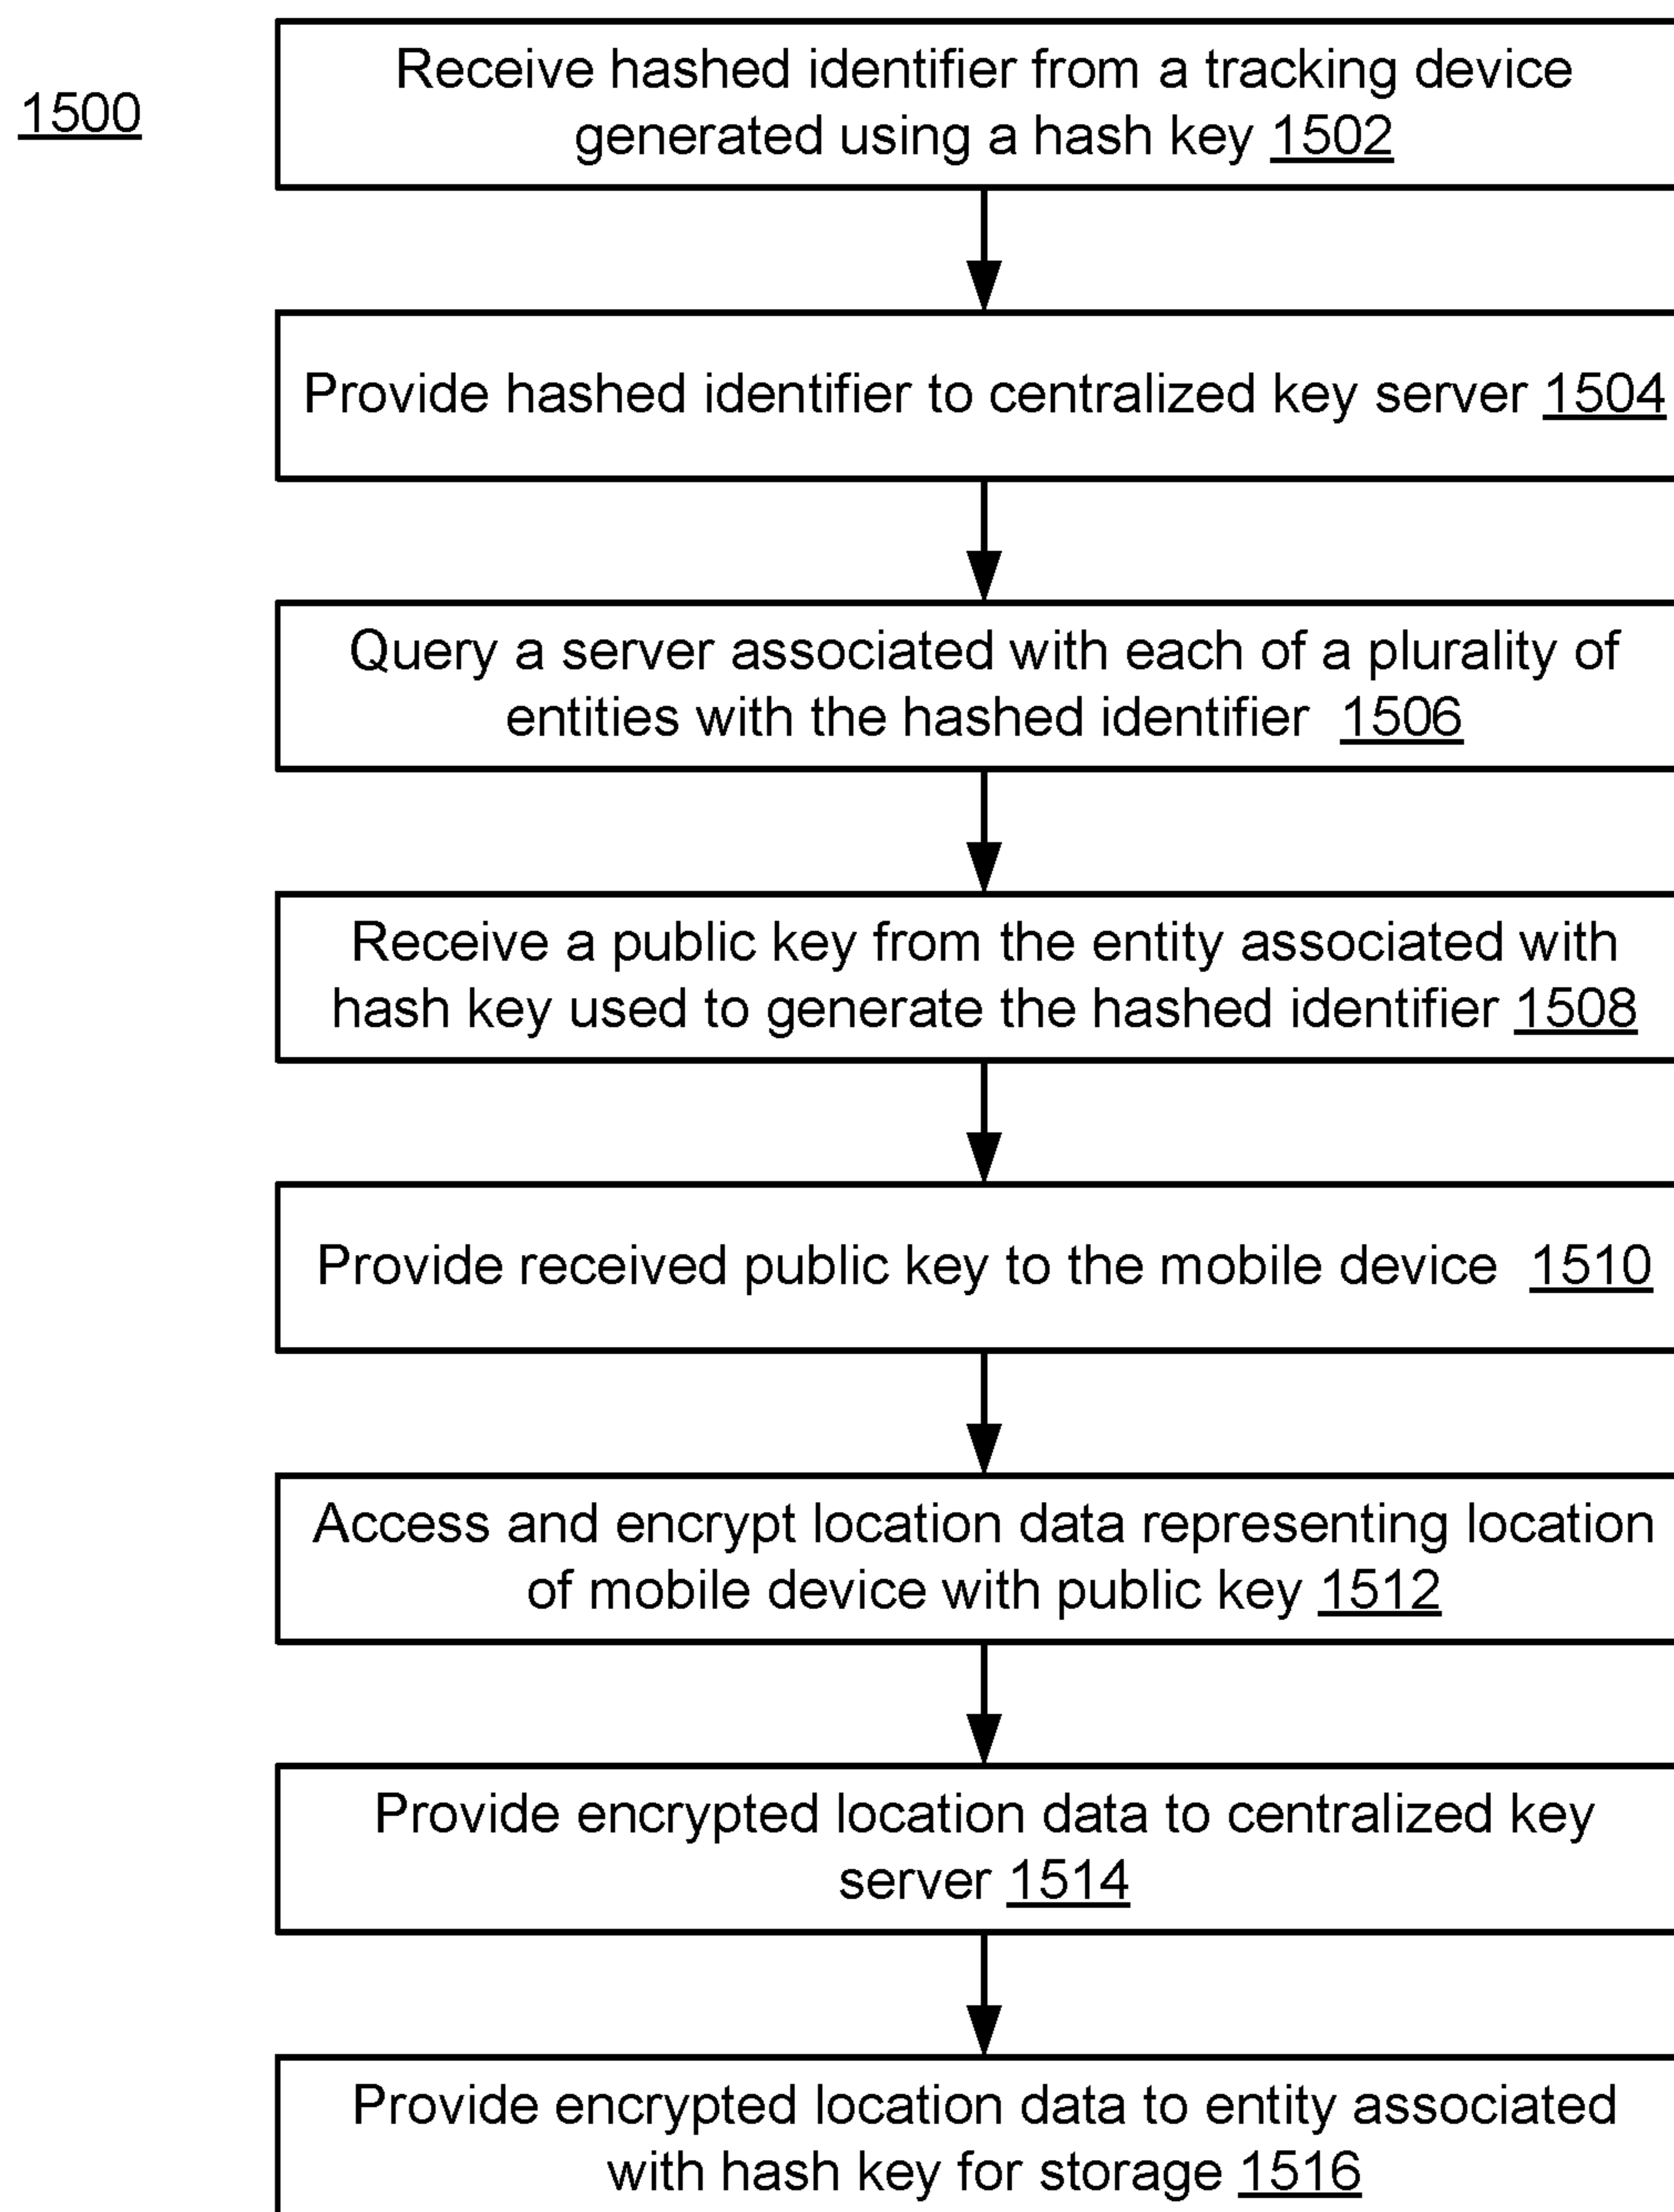 1500
Receive hashed identifier from a tracking device
generated using a hash key 1502
Provide hashed identifier to centralized key server 1504
Query a server associated with each of a plurality of
entities with the hashed identifier 1506
Receive a public key from the entity associated with
hash key used to generate the hashed identifier 1508
Provide received public key to the mobile device 1510
Access and encrypt location data representing location
of mobile device with public key 1512
Provide encrypted location data to centralized key
server 1514
Provide encrypted location data to entity associated
with hash key for storage 1516